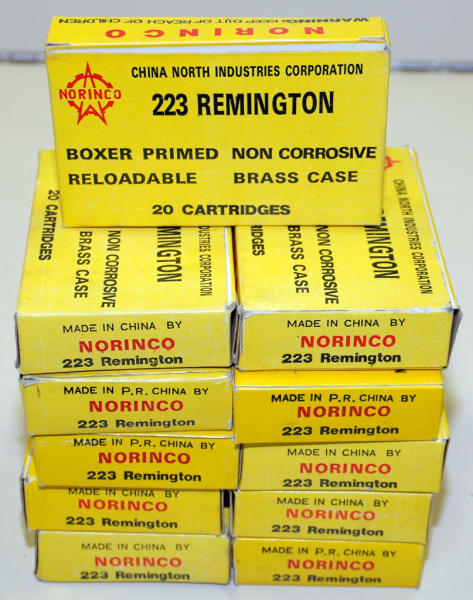 WARNING: KEEP OUT OF REACH OF CHILDREN
NORINCO
NORINCO
CHINA NORTH INDUSTRIES CORPORATION
223 REMINGTON
BOXER PRIMED NON CORROSIVE
RELOADABLE BRASS CASE
20 CARTRIDGES
INDUSTRIES CORPORATION
MINGTON
NON CORROSIVE
BRASS CASE
CARTRIDGES
CHINA NORTH INDUSTRIES CORPORATION
REMINGTON
NON CORROSIVE
BRASS CASE
CARTRIDGES
MADE IN CHINA BY
NORINCO
223 Remington
MADE IN CHINA BY
NORINCO
223 Remington
MADE IN P.R. CHINA BY
NORINCO
MADE IN P.R. CHINA BY
NORINCO
223 Remington
MADE IN P.R. CHINA BY
NORINCO
223 Remington
MADE IN CHINA BY
NORINCO
223 Remington
MADE IN P.R. CHINA BY
NORINCO
223 Remington
MADE IN CHINA BY
NORINCO
223 Remington
MADE IN CHINA BY
NORINCO
223 Remington
MADE IN P.R. CHINA BY
NORINCO
223 Remington